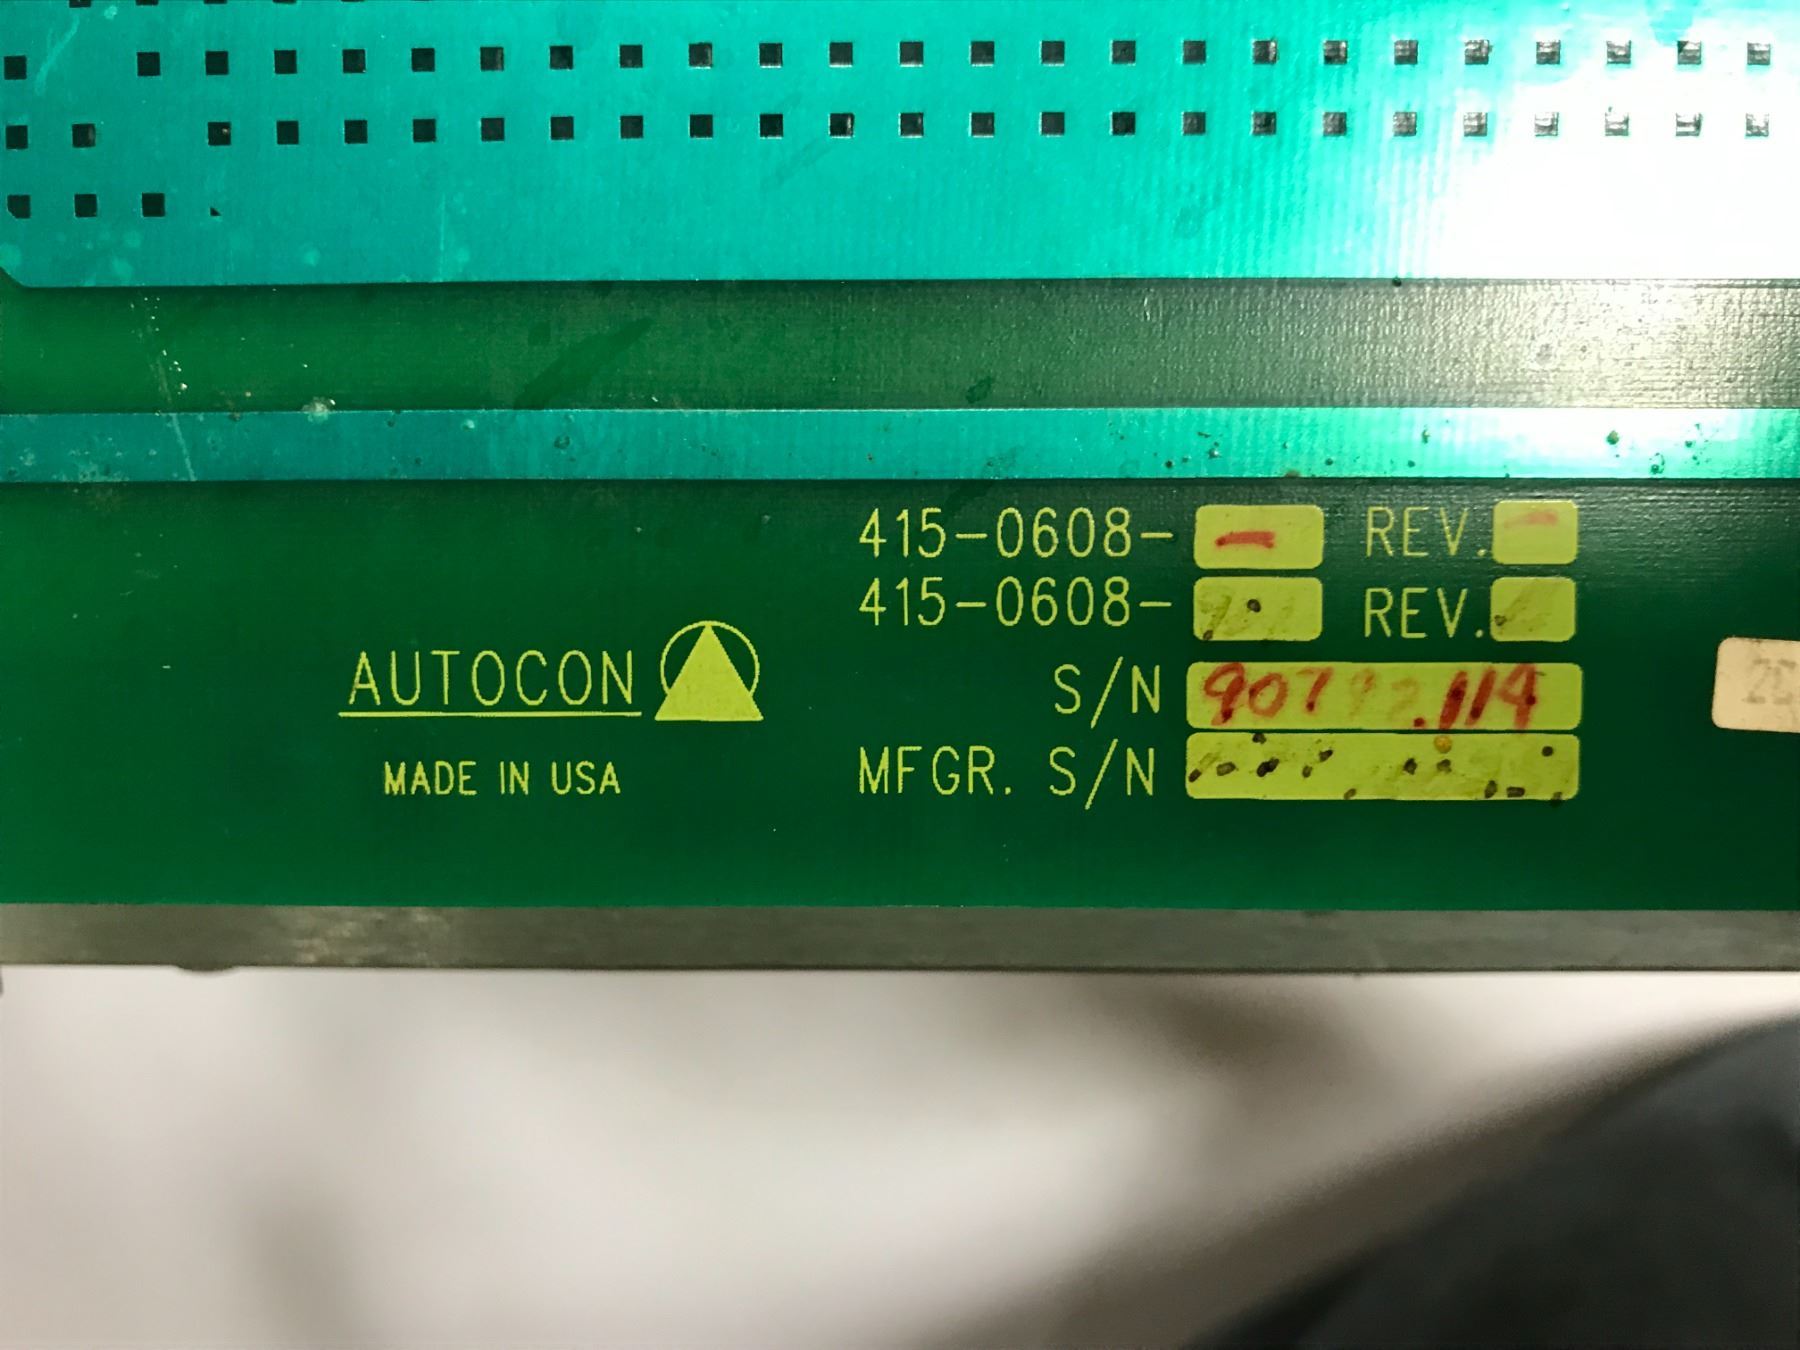 415-0608- - REV. -
415-0608- REV.
AUTOCON
S/N
MADE IN USA
MFGR. S/N